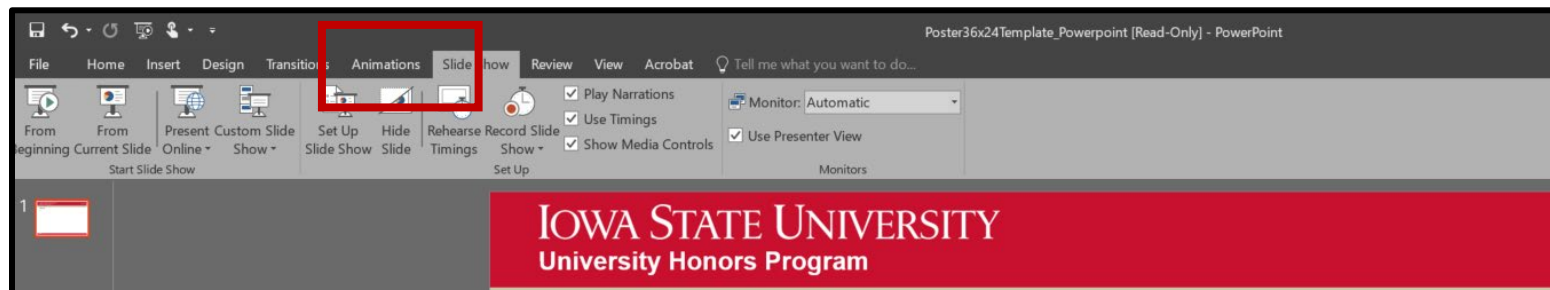 Poster36x24Template_Powerpoint [Read-Only] - PowerPoint
File Home Insert Design Transitions Animations Slide Show Review View Acrobat Tell me what you want to do...
From Beginning
From Current Slide
Present Online
Custom Slide Show
Start Slide Show
Set Up Slide Show
Hide Slide
Rehearse Timings
Record Slide Show
Play Narrations
Use Timings
Show Media Controls
Set Up
Monitor: Automatic
Use Presenter View
Monitors
1
IOWA STATE UNIVERSITY
University Honors Program